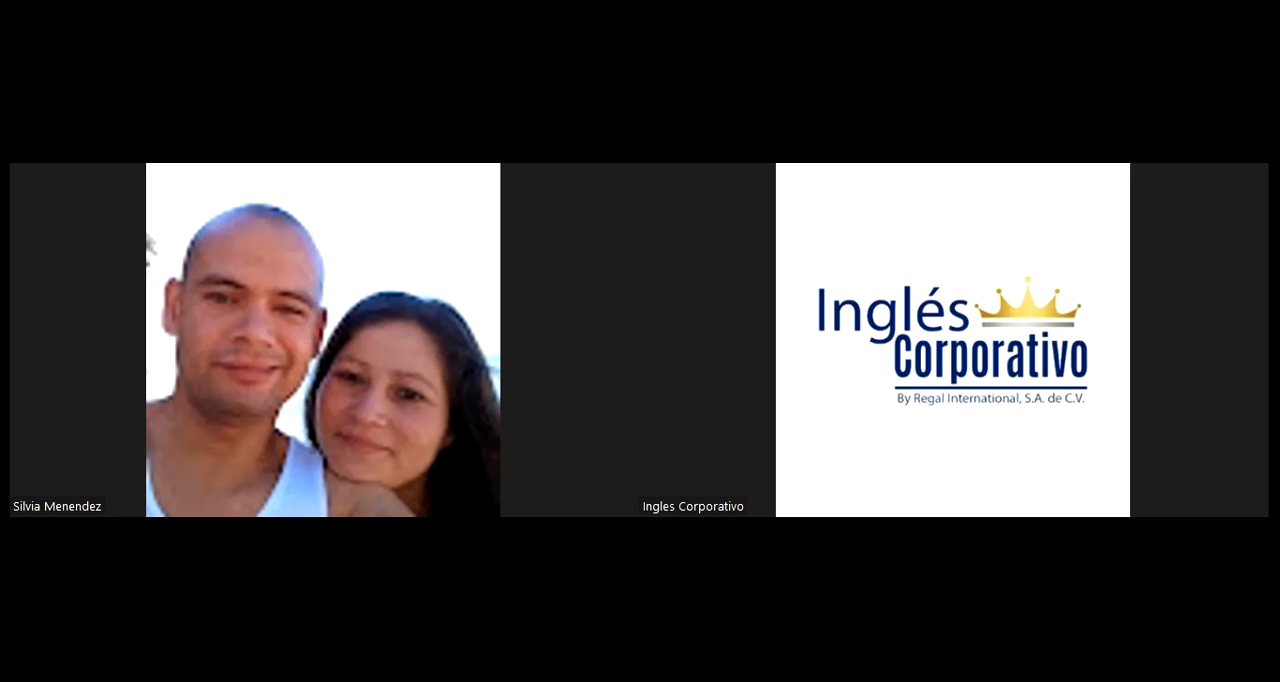 Inglés
Corporativo
By Regal International, S.A. de C.V.
Silvia Menendez
Ingles Corporativo